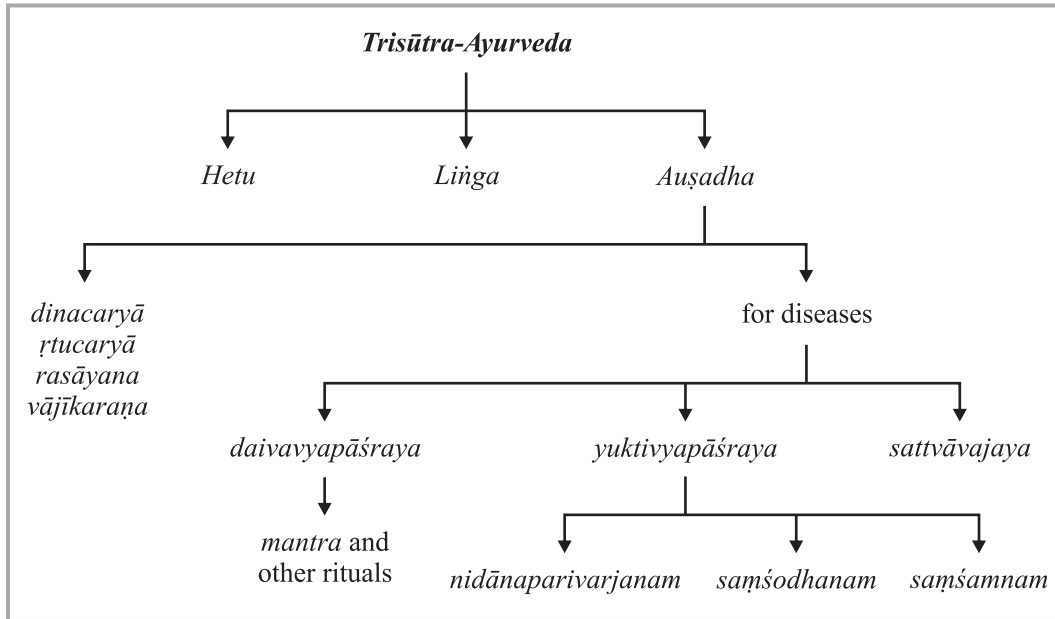 Trisūtra-Ayurveda
Hetu
Liṅga
Auṣadha
dinacaryā
ṛtucaryā
rasāyana
vājīkaraṇa
for diseases
daivavyapāśraya
yuktivyapāśraya
sattvāvajaya
mantra and
other rituals
nidānaparivarjanam
saṃśodhanam
saṃśamnam